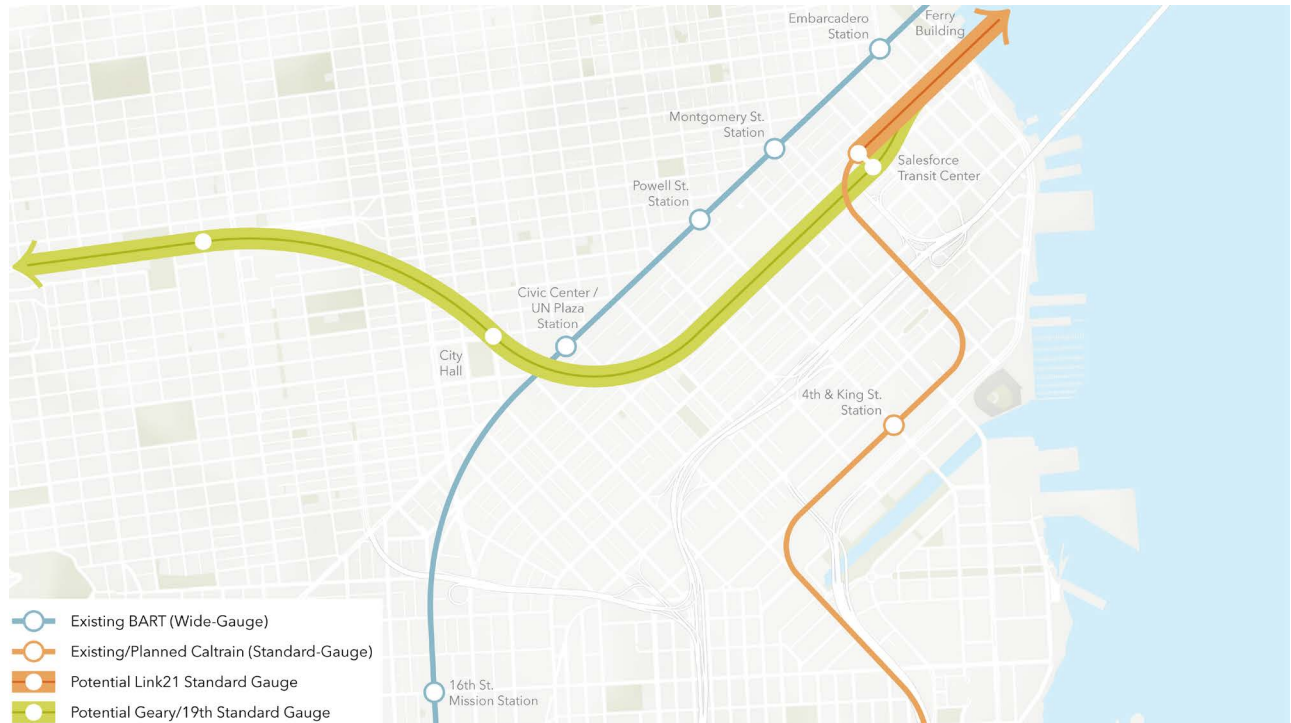 Embarcadero
Station
Ferry
Building
Montgomery St.
Station
Salesforce
Transit Center
Powell St.
Station
Civic Center /
UN Plaza
Station
City
Hall
4th & King St.
Station
16th St.
Mission Station
Existing BART (Wide-Gauge)
Existing/Planned Caltrain (Standard-Gauge)
Potential Link21 Standard Gauge
Potential Geary/19th Standard Gauge